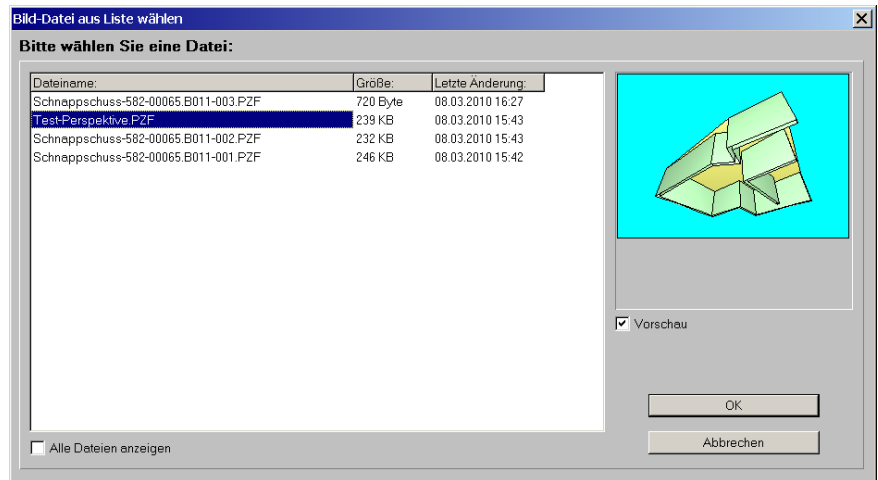 Bild-Datei aus Liste wählen
Bitte wählen Sie eine Datei:
Dateiname: Größe: Letzte Änderung:
Schnappschuss-582-00065.B011-003.PZF 720 Byte 08.03.2010 16:27
Test-Perspektive.PZF 239 KB 08.03.2010 15:43
Schnappschuss-582-00065.B011-002.PZF 232 KB 08.03.2010 15:43
Schnappschuss-582-00065.B011-001.PZF 246 KB 08.03.2010 15:42
Vorschau
OK
Alle Dateien anzeigen
Abbrechen